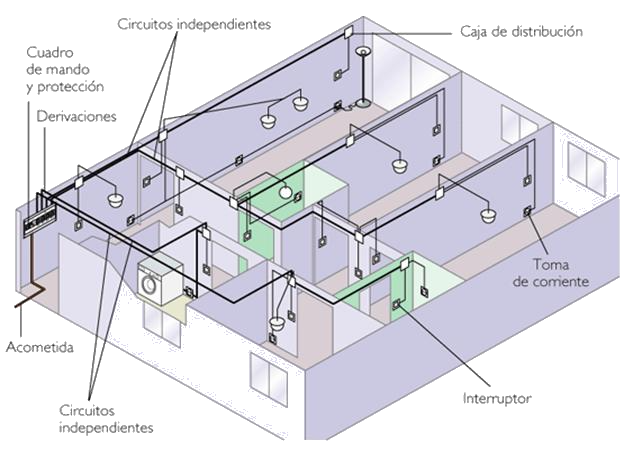 Circuitos independientes
Caja de distribución
Cuadro
de mando
y protección
Derivaciones
Toma
de corriente
Acometida
Interruptor
Circuitos
independientes